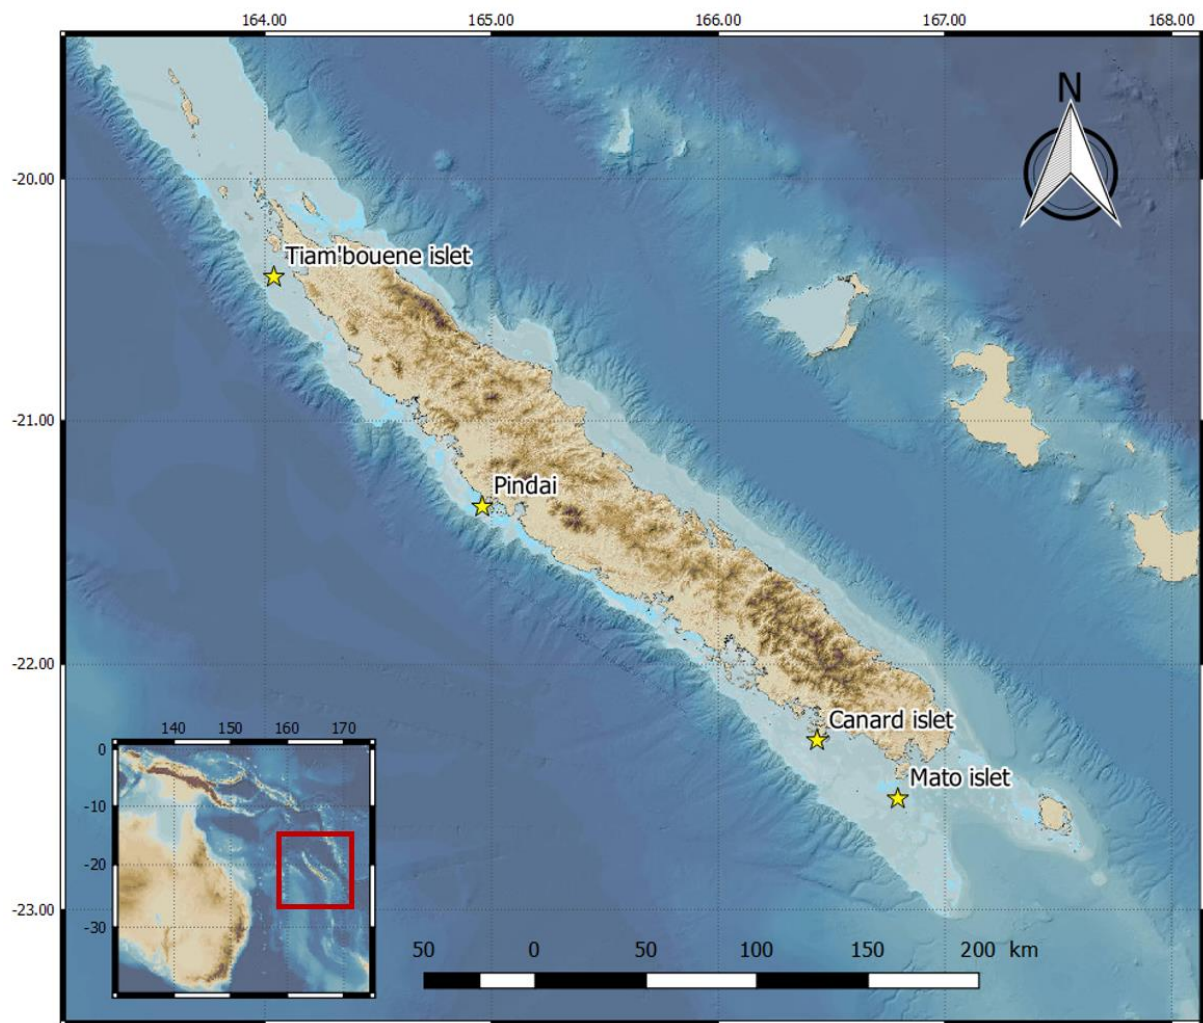 164.00 165.00 166.00 167.00 168.00
N
-20.00
Tiam'bouene islet
-21.00
Pindai
-22.00
Canard islet
Mato islet
140 150 160 170
0
-10
-20
-30
-23.00
50 0 50 100 150 200 km